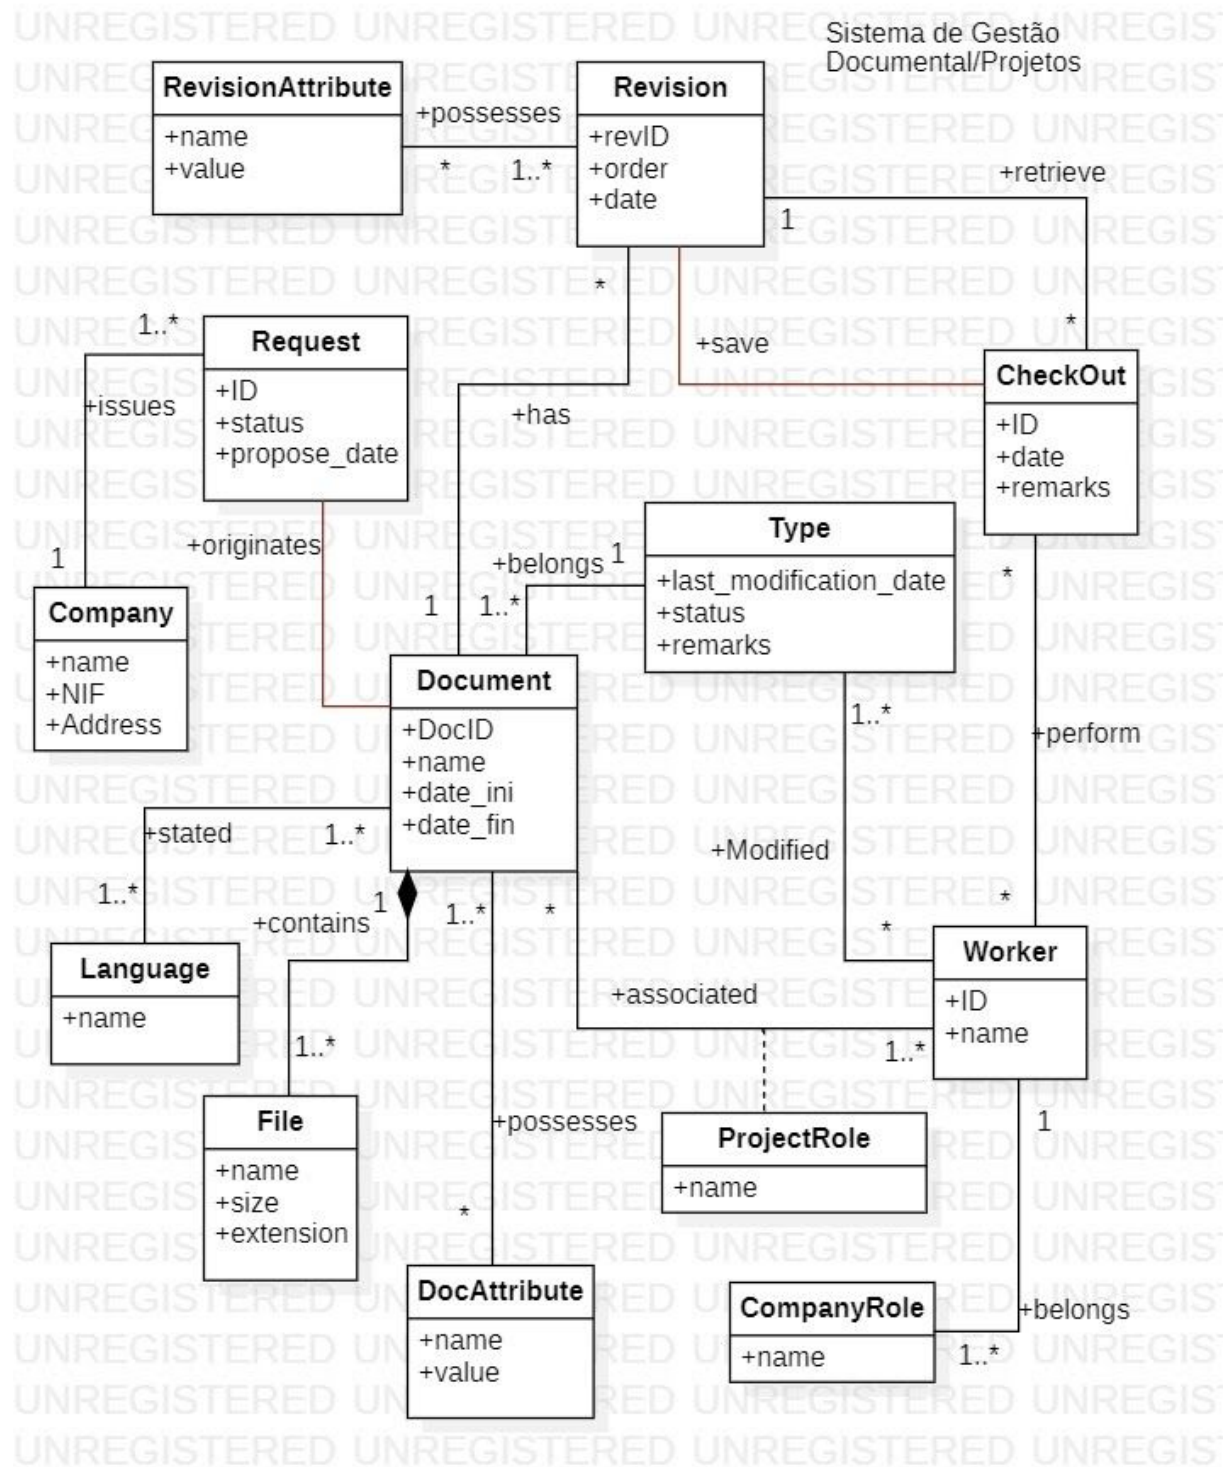 Sistema de Gestão
Documental/Projetos
RevisionAttribute
+name
+value
+possesses
*
1..*
Revision
+revID
+order
+date
+retrieve
1
*
*
+save
+has
1..*
Request
+ID
+status
+propose_date
+issues
+originates
1
CheckOut
+ID
+date
+remarks
Type
+last_modification_date
+status
+remarks
+belongs
1
1
1..*
Company
+name
+NIF
+Address
Document
+DocID
+name
+date_ini
+date_fin
*
+perform
*
1..*
+Modified
*
+stated
1..*
1..*
+contains
1
1..*
*
Language
+name
+associated
1..*
Worker
+ID
+name
1..*
File
+name
+size
+extension
+possesses
*
ProjectRole
+name
1
DocAttribute
+name
+value
CompanyRole
+name
+belongs
1..*
UNREGISTERED